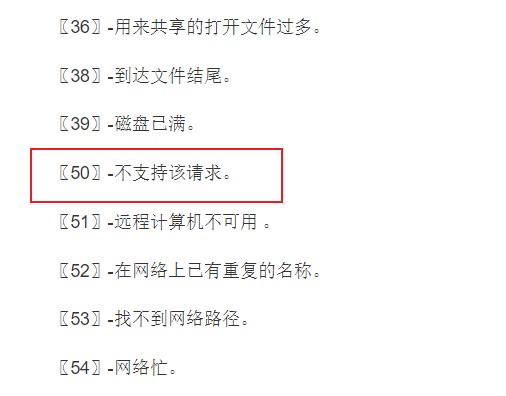 〖36〗-用来共享的打开文件过多。
〖38〗-到达文件结尾。
〖39〗-磁盘已满。
〖50〗-不支持该请求。
〖51〗-远程计算机不可用 。
〖52〗-在网络上已有重复的名称。
〖53〗-找不到网络路径。
〖54〗-网络忙。